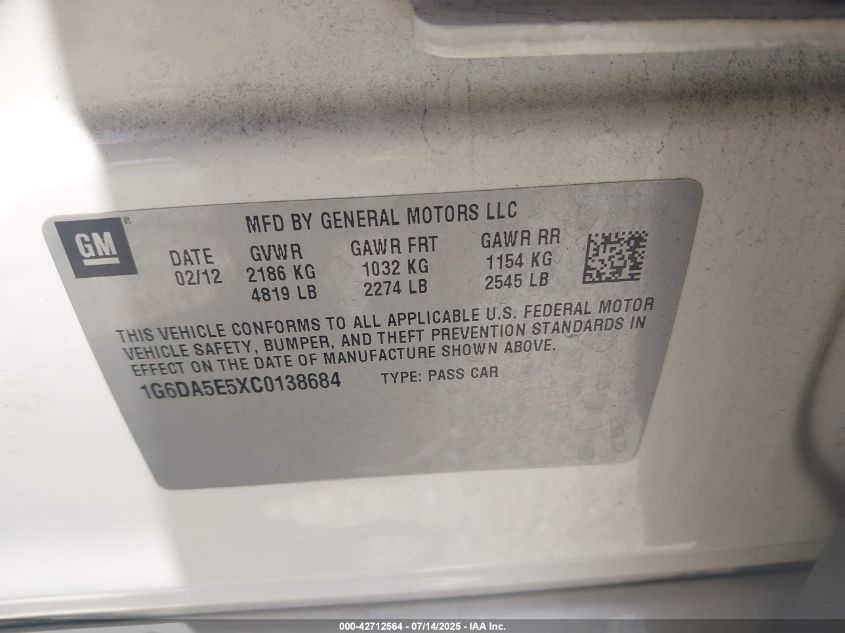 GM®
MFD BY GENERAL MOTORS LLC
DATE GVWR GAWR FRT GAWR RR
02/12 2186 KG 1032 KG 1154 KG
4819 LB 2274 LB 2545 LB
THIS VEHICLE CONFORMS TO ALL APPLICABLE U.S. FEDERAL MOTOR
VEHICLE SAFETY, BUMPER, AND THEFT PREVENTION STANDARDS IN
EFFECT ON THE DATE OF MANUFACTURE SHOWN ABOVE.
1G6DA5E5XC0138684 TYPE: PASS CAR
000-42712564 - 07/14/2025 - IAA Inc.